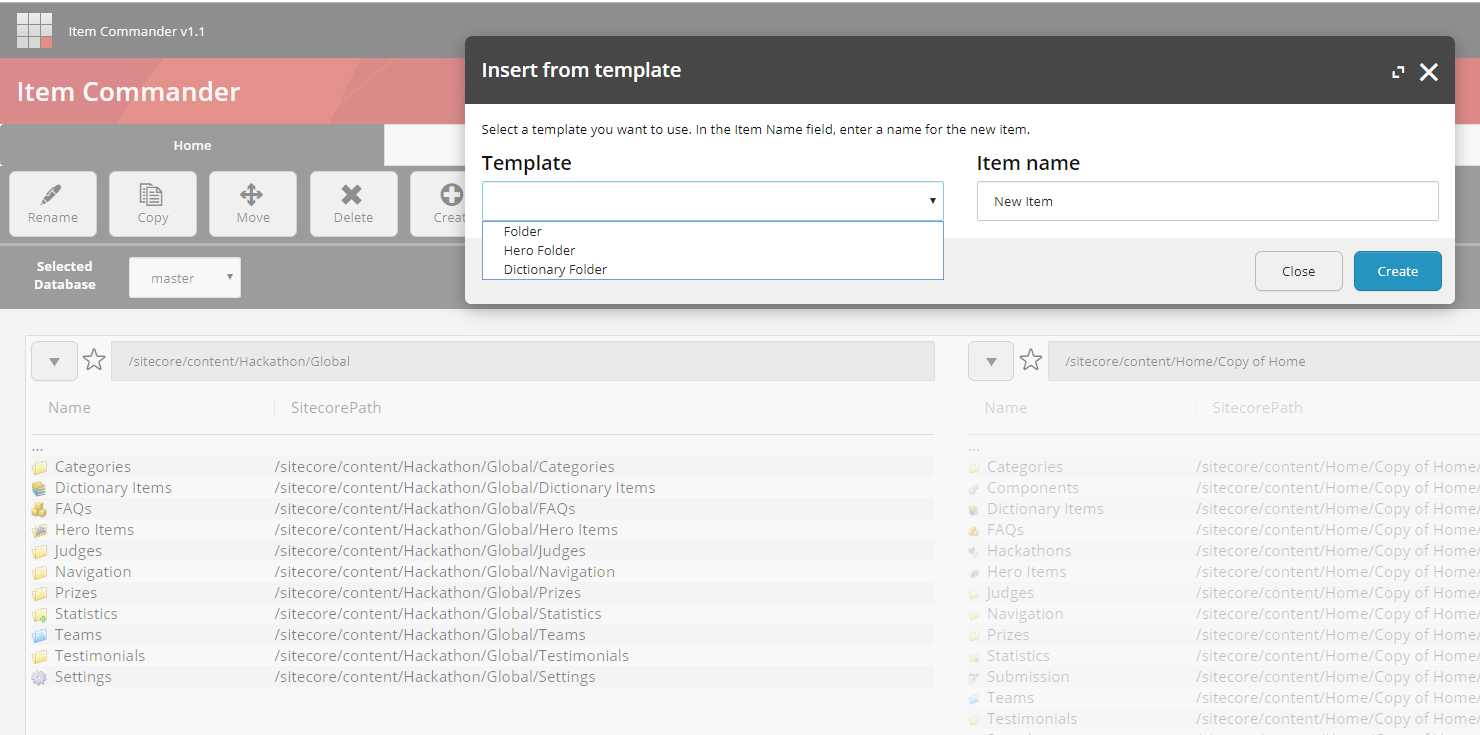 Item Commander v1.1
Item Commander
Insert from template
Select a template you want to use. In the Item Name field, enter a name for the new item.
Template
Item name
New Item
Folder
Hero Folder
Dictionary Folder
Close
Create
Home
Rename
Copy
Move
Delete
Creat
Selected
Database
master
/sitecore/content/Hackathon/Global
Name SitecorePath
...
Categories /sitecore/content/Hackathon/Global/Categories
Dictionary Items /sitecore/content/Hackathon/Global/Dictionary Items
FAQs /sitecore/content/Hackathon/Global/FAQs
Hero Items /sitecore/content/Hackathon/Global/Hero Items
Judges /sitecore/content/Hackathon/Global/Judges
Navigation /sitecore/content/Hackathon/Global/Navigation
Prizes /sitecore/content/Hackathon/Global/Prizes
Statistics /sitecore/content/Hackathon/Global/Statistics
Teams /sitecore/content/Hackathon/Global/Teams
Testimonials /sitecore/content/Hackathon/Global/Testimonials
Settings /sitecore/content/Hackathon/Global/Settings
/sitecore/content/Home/Copy of Home
Name SitecorePath
...
Categories /sitecore/content/Home/Copy of Home/
Components /sitecore/content/Home/Copy of Home/
Dictionary Items /sitecore/content/Home/Copy of Home/
FAQs /sitecore/content/Home/Copy of Home/
Hackathons /sitecore/content/Home/Copy of Home/
Hero Items /sitecore/content/Home/Copy of Home/
Judges /sitecore/content/Home/Copy of Home/
Navigation /sitecore/content/Home/Copy of Home/
Prizes /sitecore/content/Home/Copy of Home/
Statistics /sitecore/content/Home/Copy of Home/
Submission /sitecore/content/Home/Copy of Home/
Teams /sitecore/content/Home/Copy of Home/
Testimonials /sitecore/content/Home/Copy of Home/